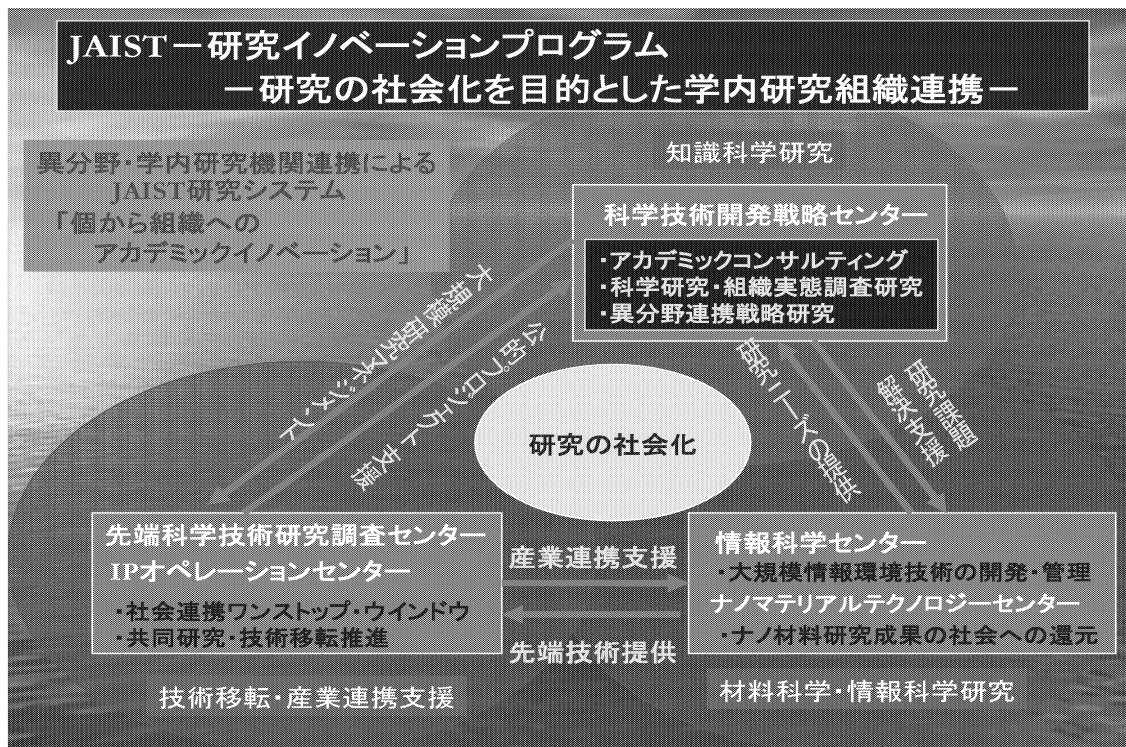 JAIST－研究イノベーションプログラム
－研究の社会化を目的とした学内研究組織連携－
異分野・学内研究機関連携による
JAIST研究システム
「個から組織への
アカデミックイノベーション」
知識科学研究
科学技術開発戦略センター
・アカデミックコンサルティング
・科学研究・組織実態調査研究
・異分野連携戦略研究
大規模研究マネジメント
公的プロジェクト支援
研究ニーズの提供
研究課題
解決支援
研究の社会化
先端科学技術研究調査センター
IPオペレーションセンター
・社会連携ワンストップ・ウインドウ
・共同研究・技術移転推進
産業連携支援
先端技術提供
情報科学センター
・大規模情報環境技術の開発・管理
ナノマテリアルテクノロジーセンター
・ナノ材料研究成果の社会への還元
技術移転・産業連携支援
材料科学・情報科学研究